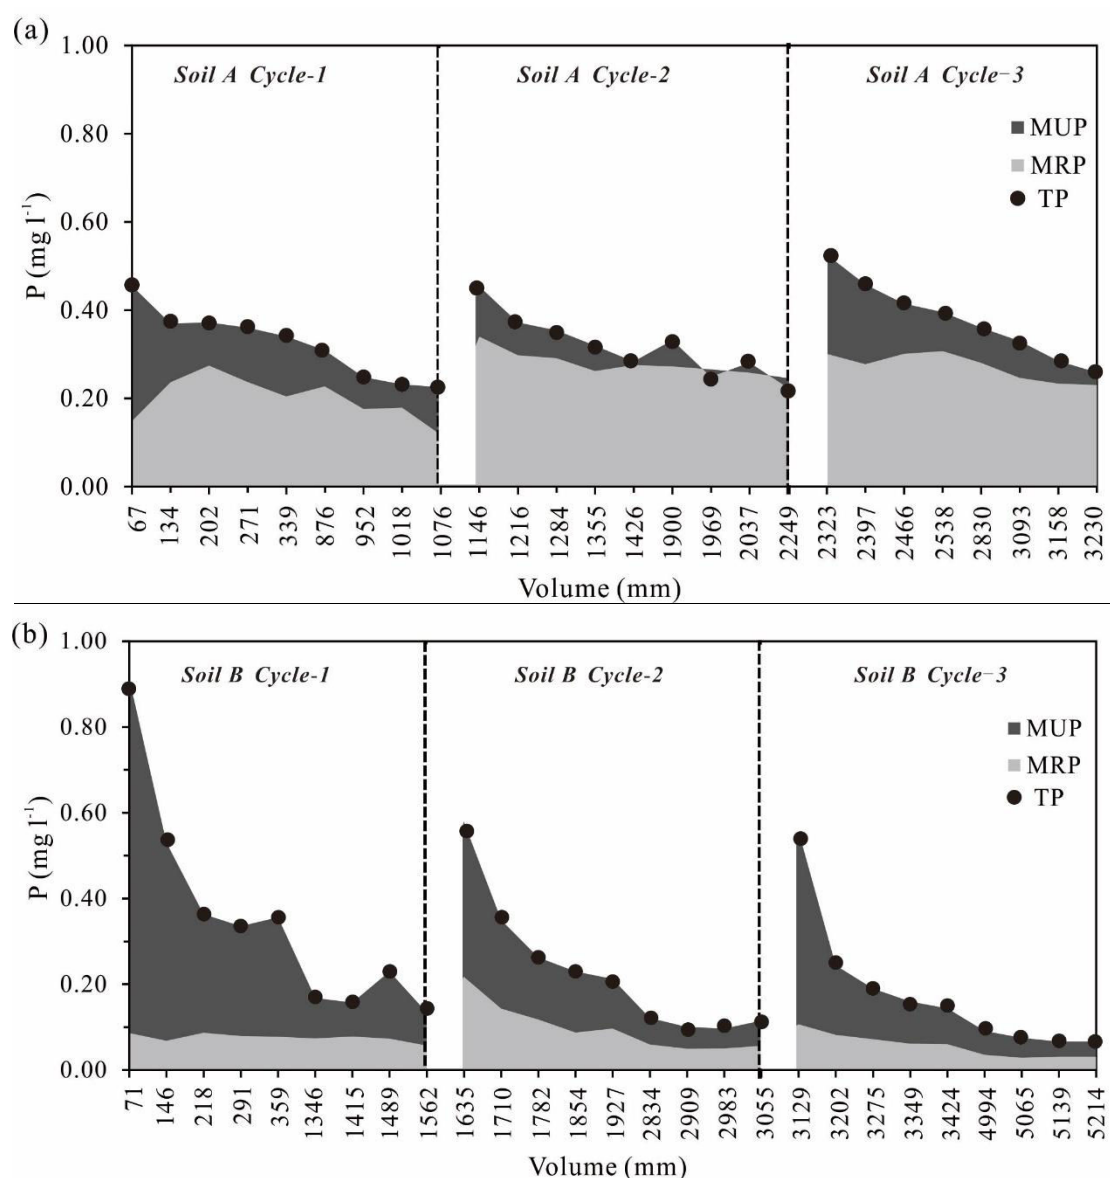 (a)
1.00
0.80
0.60
0.40
0.20
0.00
P (mg l⁻¹)
Soil A Cycle-1
Soil A Cycle-2
Soil A Cycle-3
MUP
MRP
TP
67 134 202 271 339 876 952 1018 1076 1146 1216 1284 1355 1426 1900 1969 2037 2249 2323 2397 2466 2538 2830 3093 3158 3230
Volume (mm)
(b)
1.00
0.80
0.60
0.40
0.20
0.00
P (mg l⁻¹)
Soil B Cycle-1
Soil B Cycle-2
Soil B Cycle-3
MUP
MRP
TP
71 146 218 291 359 1346 1415 1489 1562 1635 1710 1782 1854 1927 2834 2909 2983 3055 3129 3202 3275 3349 3424 4994 5065 5139 5214
Volume (mm)